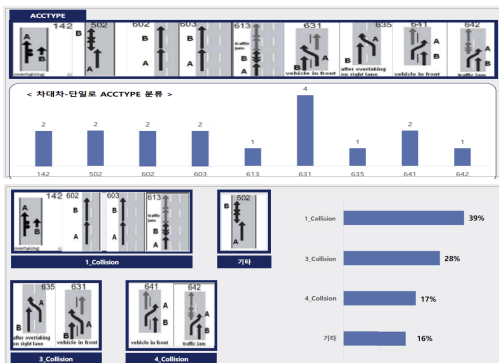 ACCTYPE
142 502 602 603 613 631 635 641 642
A B B A B A B A traffic jam B A A B A B A B A B
overtaking vehicle in front after overtaking on right lane vehicle in front traffic jam
< 차대차-단일로 ACCTYPE 분류 >
4
2 2 2 2 1 1 2 1
142 502 602 603 613 631 635 641 642
142 602 603 613 502
A B B A B A traffic jam B A B A
overtaking
1_Collision 기타
635 631 641 642
A B A B A B A B
after overtaking on right lane vehicle in front vehicle in front traffic jam
3_Collision 4_Collision
1_Collision 39%
3_Collision 28%
4_Collision 17%
기타 16%